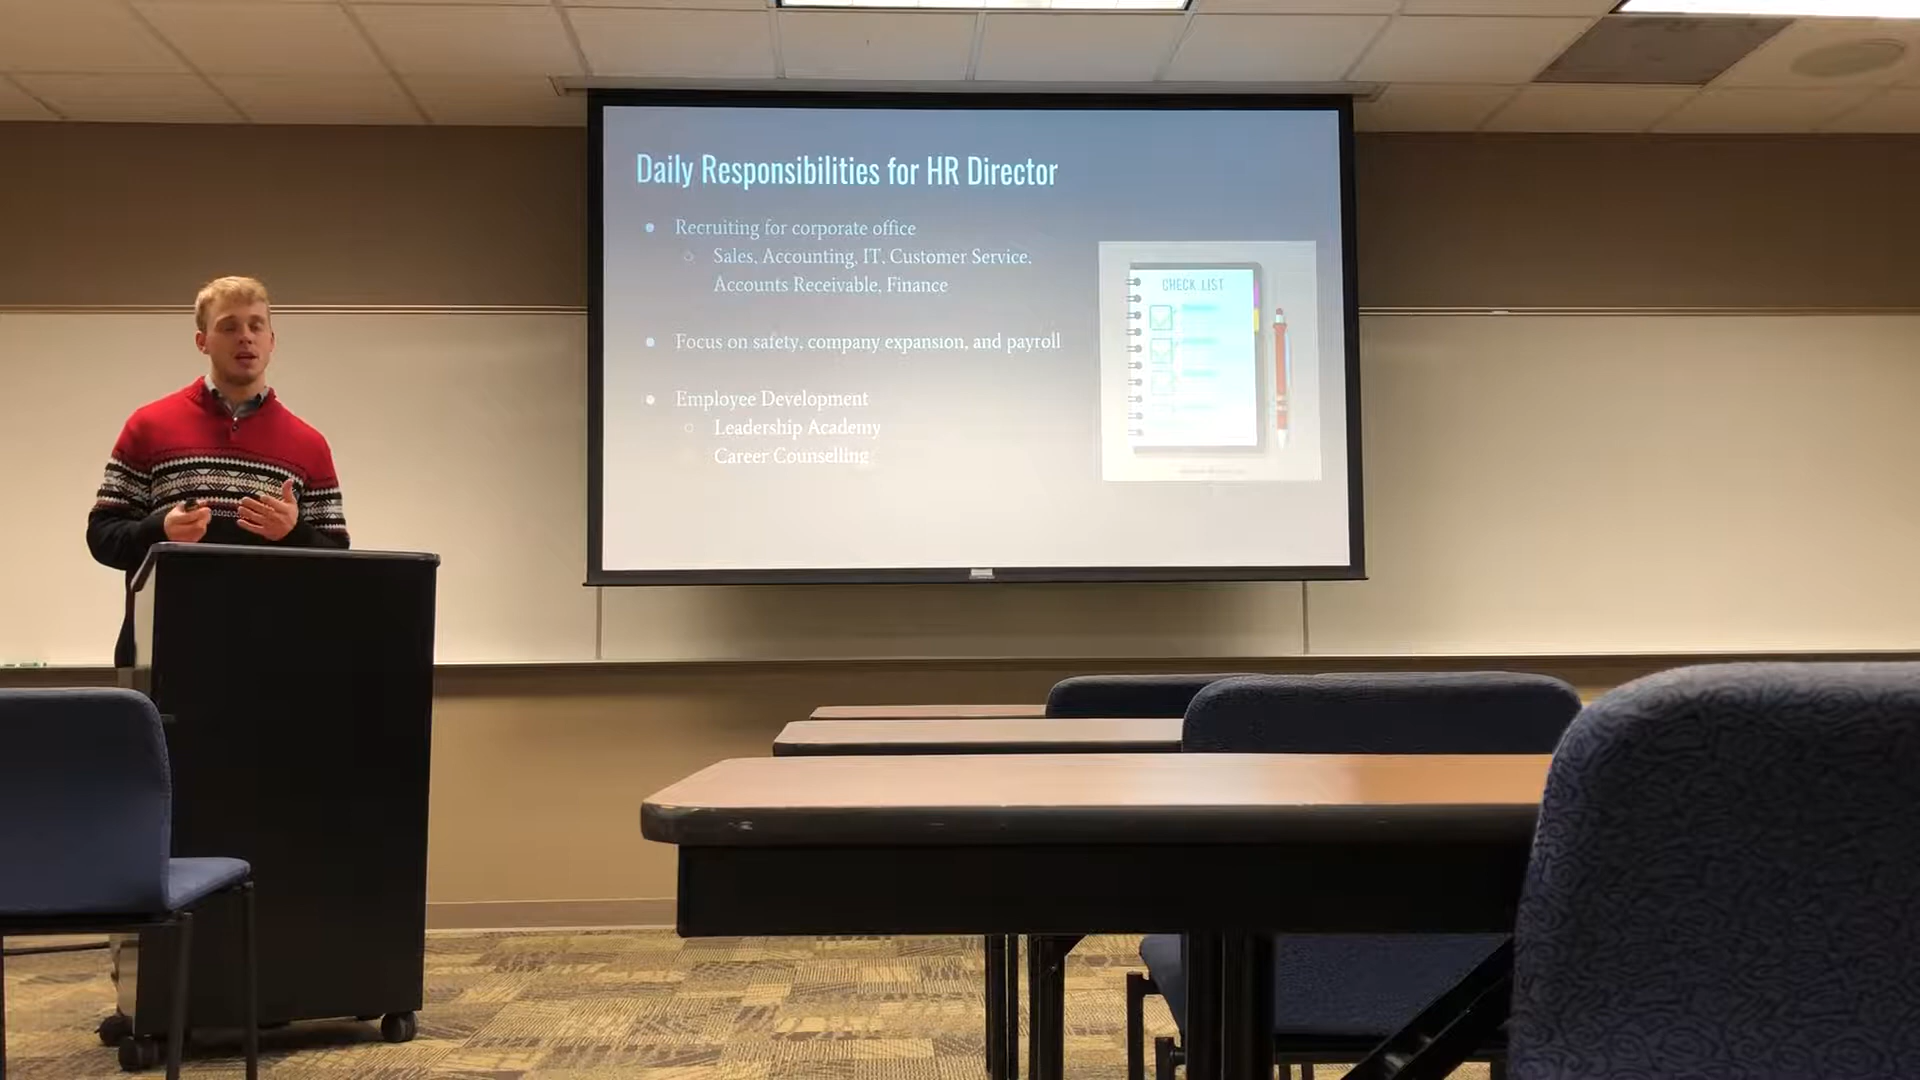 Daily Responsibilities for HR Director
Recruiting for corporate office
Sales, Accounting, IT, Customer Service.
Accounts Receivable, Finance
Focus on safety, company expansion, and payroll
Employee Development
Leadership Academy
Career Counselling
CHECK LIST